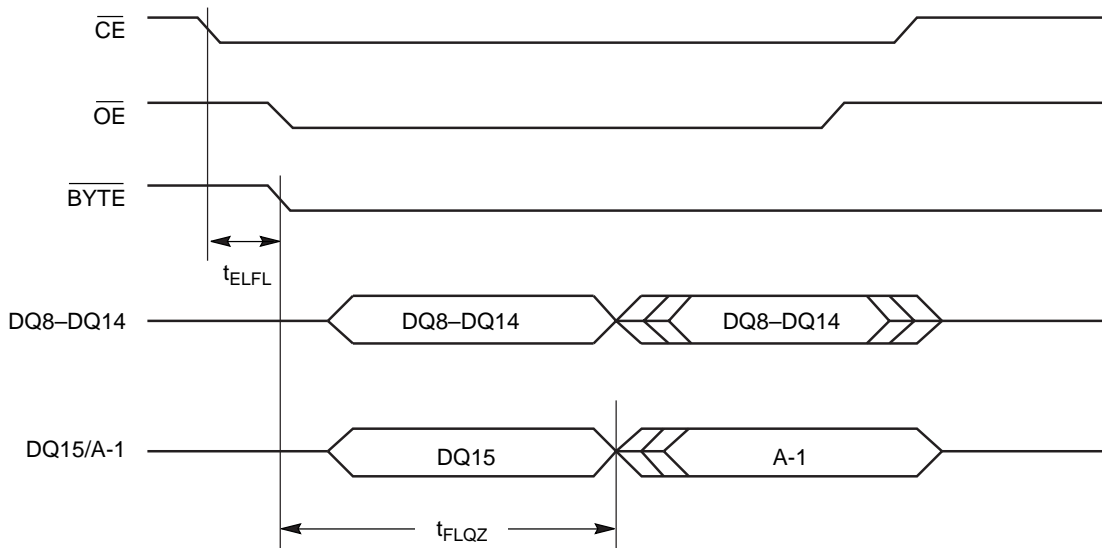 CE
OE
BYTE
tELFL
DQ8–DQ14 DQ8–DQ14 DQ8–DQ14
DQ15/A-1 DQ15 A-1
tFLQZ